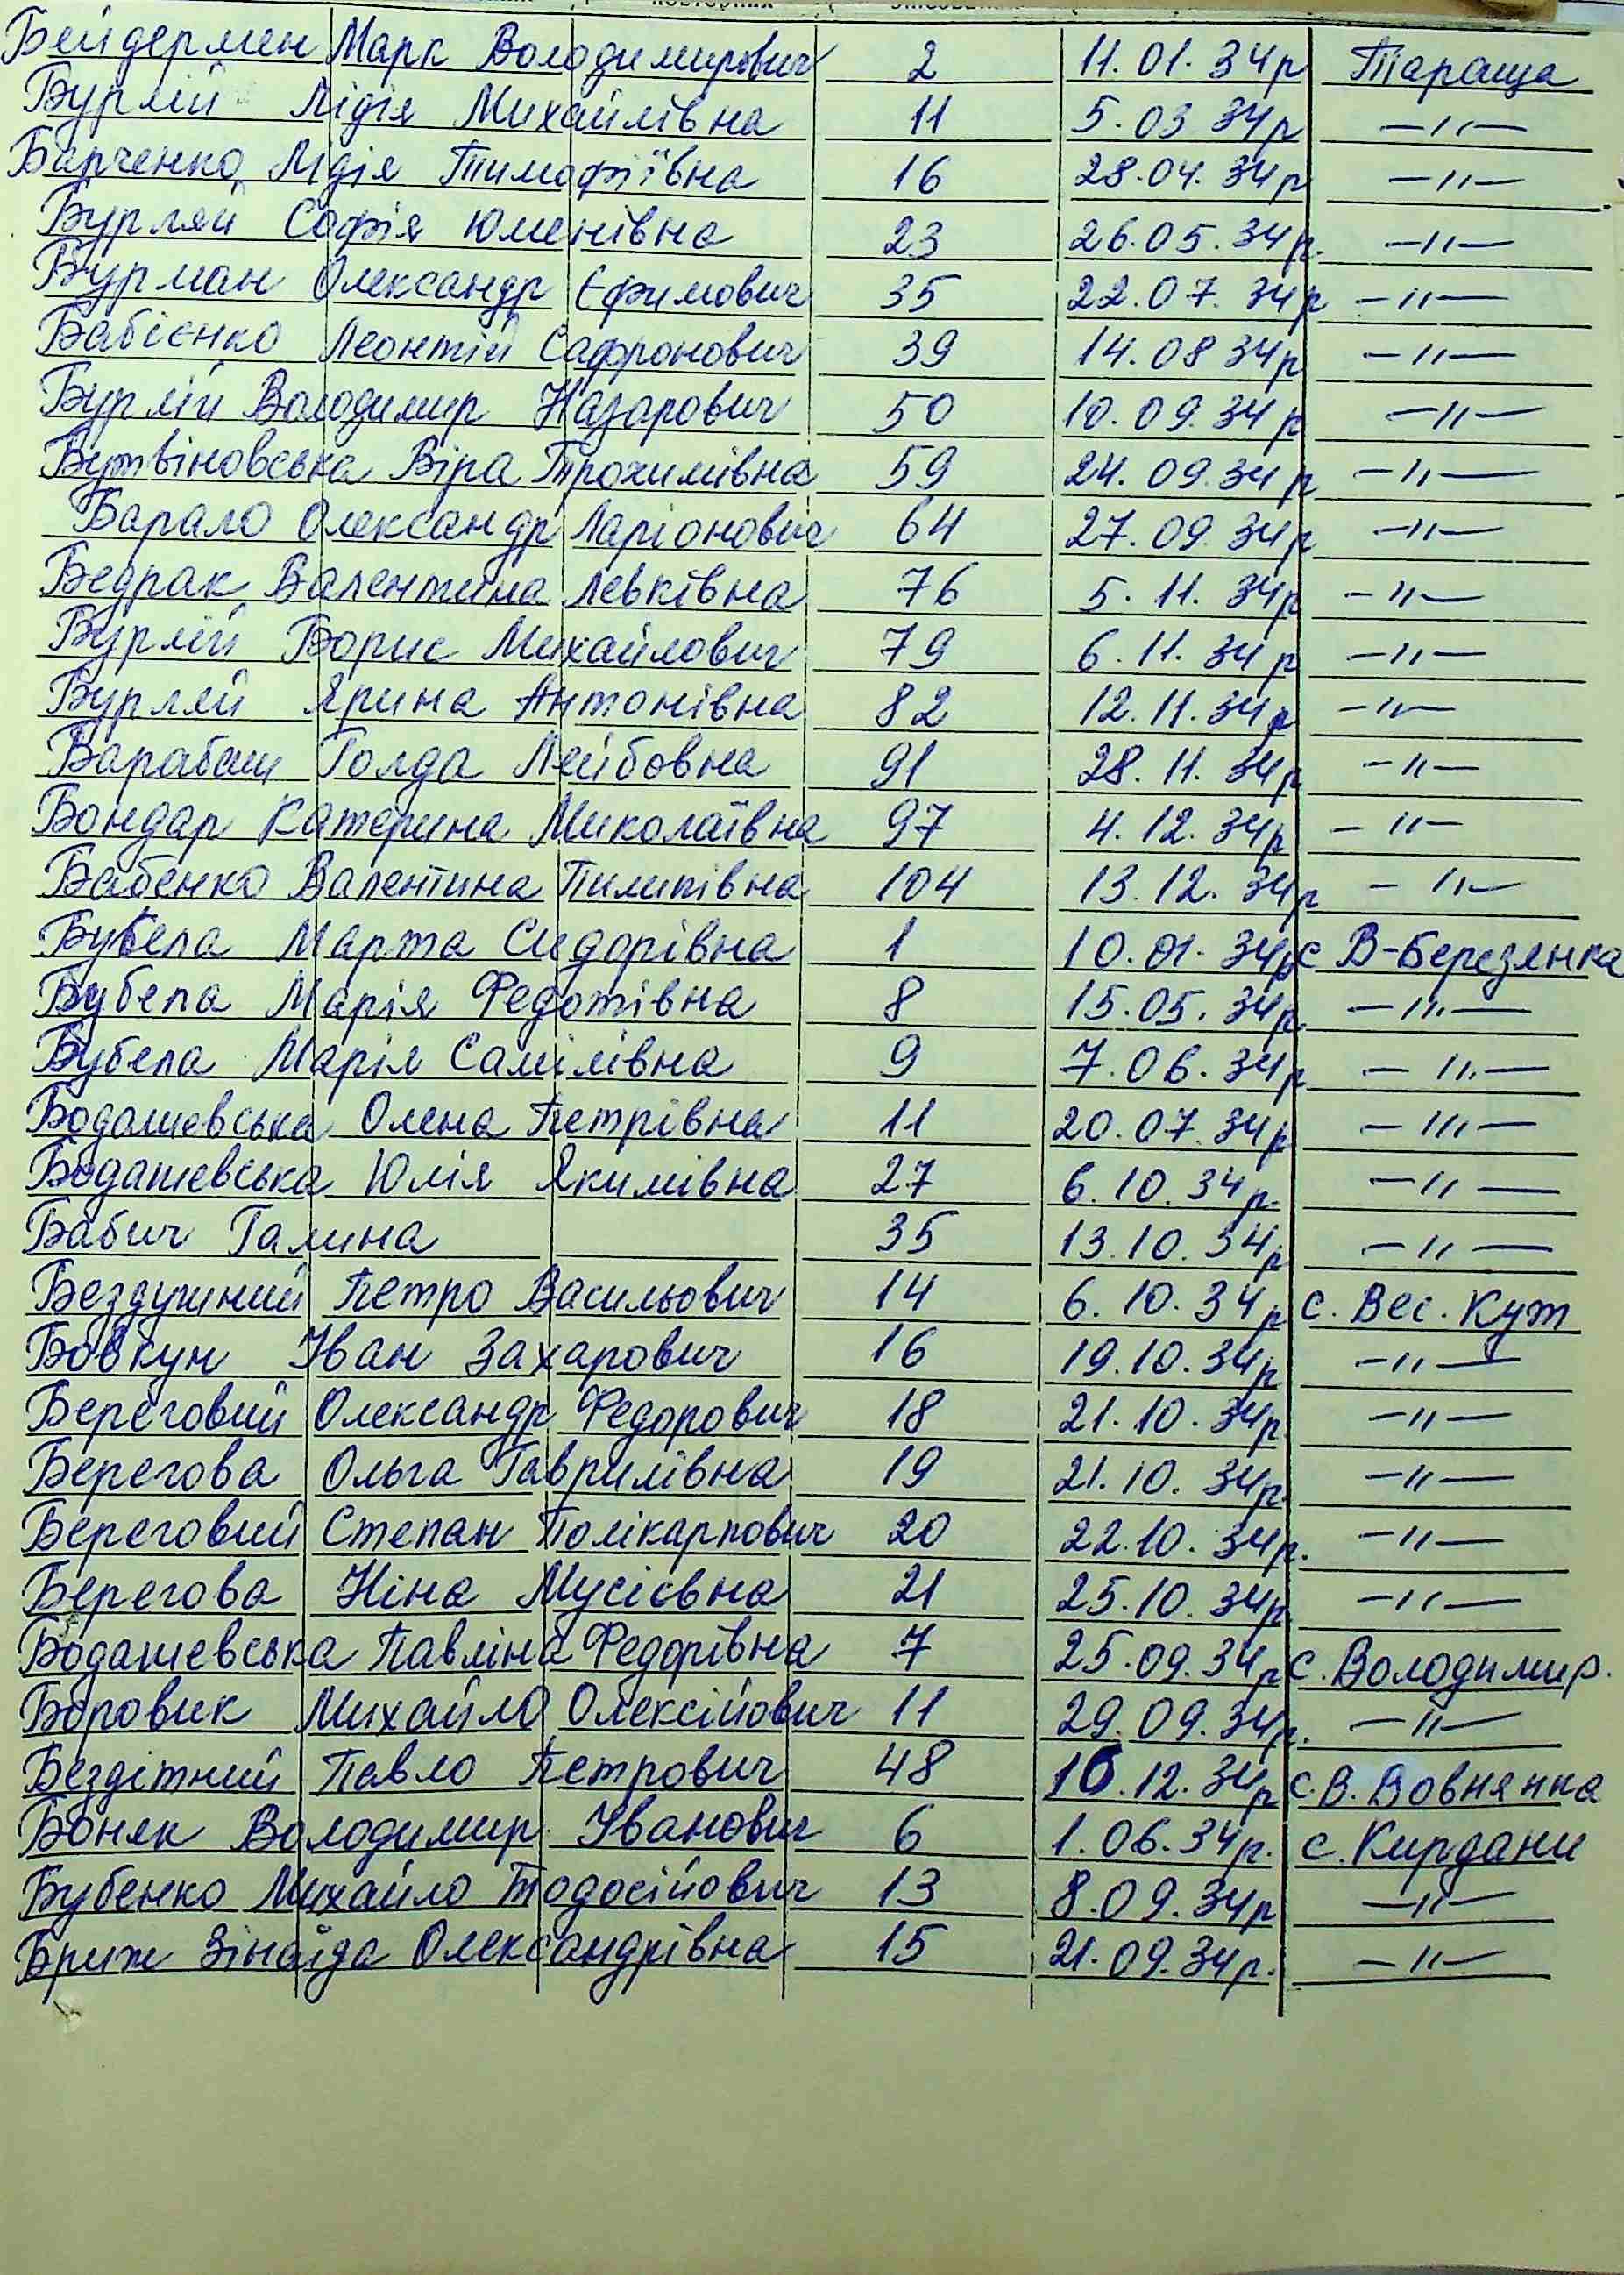 Бейдермен Марк Володимирович 2 11.01.34р Тараща
Бурлій Лідія Михайлівна 11 5.03 34р —"—
Барченко Лідія Тимофіївна 16 28.04.34р —"—
Бурляй Софія Юменівна 23 26.05.34р. —"—
Бурман Олександр Єфимович 35 22.07.34р —"—
Бабієнко Леонтій Сафронович 39 14.08 34р —"—
Бурлій Володимир Назарович 50 10.09.34р —"—
Бутвіновська Віра Трохимівна 59 24.09.34р —"—
Барало Олександр Ларіонович 64 27.09.34р —"—
Бедрак Валентина Левківна 76 5.11.34р —"—
Бурлій Борис Михайлович 79 6.11.34р —"—
Бурляй Ярина Антонівна 82 12.11.34р —"—
Барабаш Голда Лейбовна 91 28.11.34р —"—
Бондар Катерина Миколаївна 97 4.12.34р —"—
Бабенко Валентина Пилипівна 104 13.12.34р —"—
Бубела Марта Сидорівна 1 10.01.34р с В-Березянка
Бубела Марія Федотівна 8 15.05.34р. —"—
Бубела Марія Самілівна 9 7.06.34р —"—
Бодашевська Олена Петрівна 11 20.07.34р —"—
Бодашевська Юлія Якимівна 27 6.10.34р. —"—
Бабич Галина 35 13.10.34р —"—
Бездушний Петро Васильович 14 6.10.34р с. Вес. Кут
Бовкун Іван Захарович 16 19.10.34р —"—
Береговий Олександр Федорович 18 21.10.34р —"—
Берегова Ольга Гаврилівна 19 21.10.34р. —"—
Береговий Степан Полікарпович 20 22.10.34р. —"—
Берегова Ніна Мусієвна 21 25.10.34р. —"—
Бодашевська Павліна Федорівна 7 25.09.34р с. Володимир.
Боровик Михайло Олексійович 11 29.09.34р. —"—
Бездітний Павло Петрович 48 16.12.34р с. В. Вовнянка
Боняк Володимир Іванович 6 1.06.34р. с. Кирдани
Бубенко Михайло Тодосійович 13 8.09.34р —"—
Бриж Зінаїда Олександрівна 15 21.09.34р. —"—